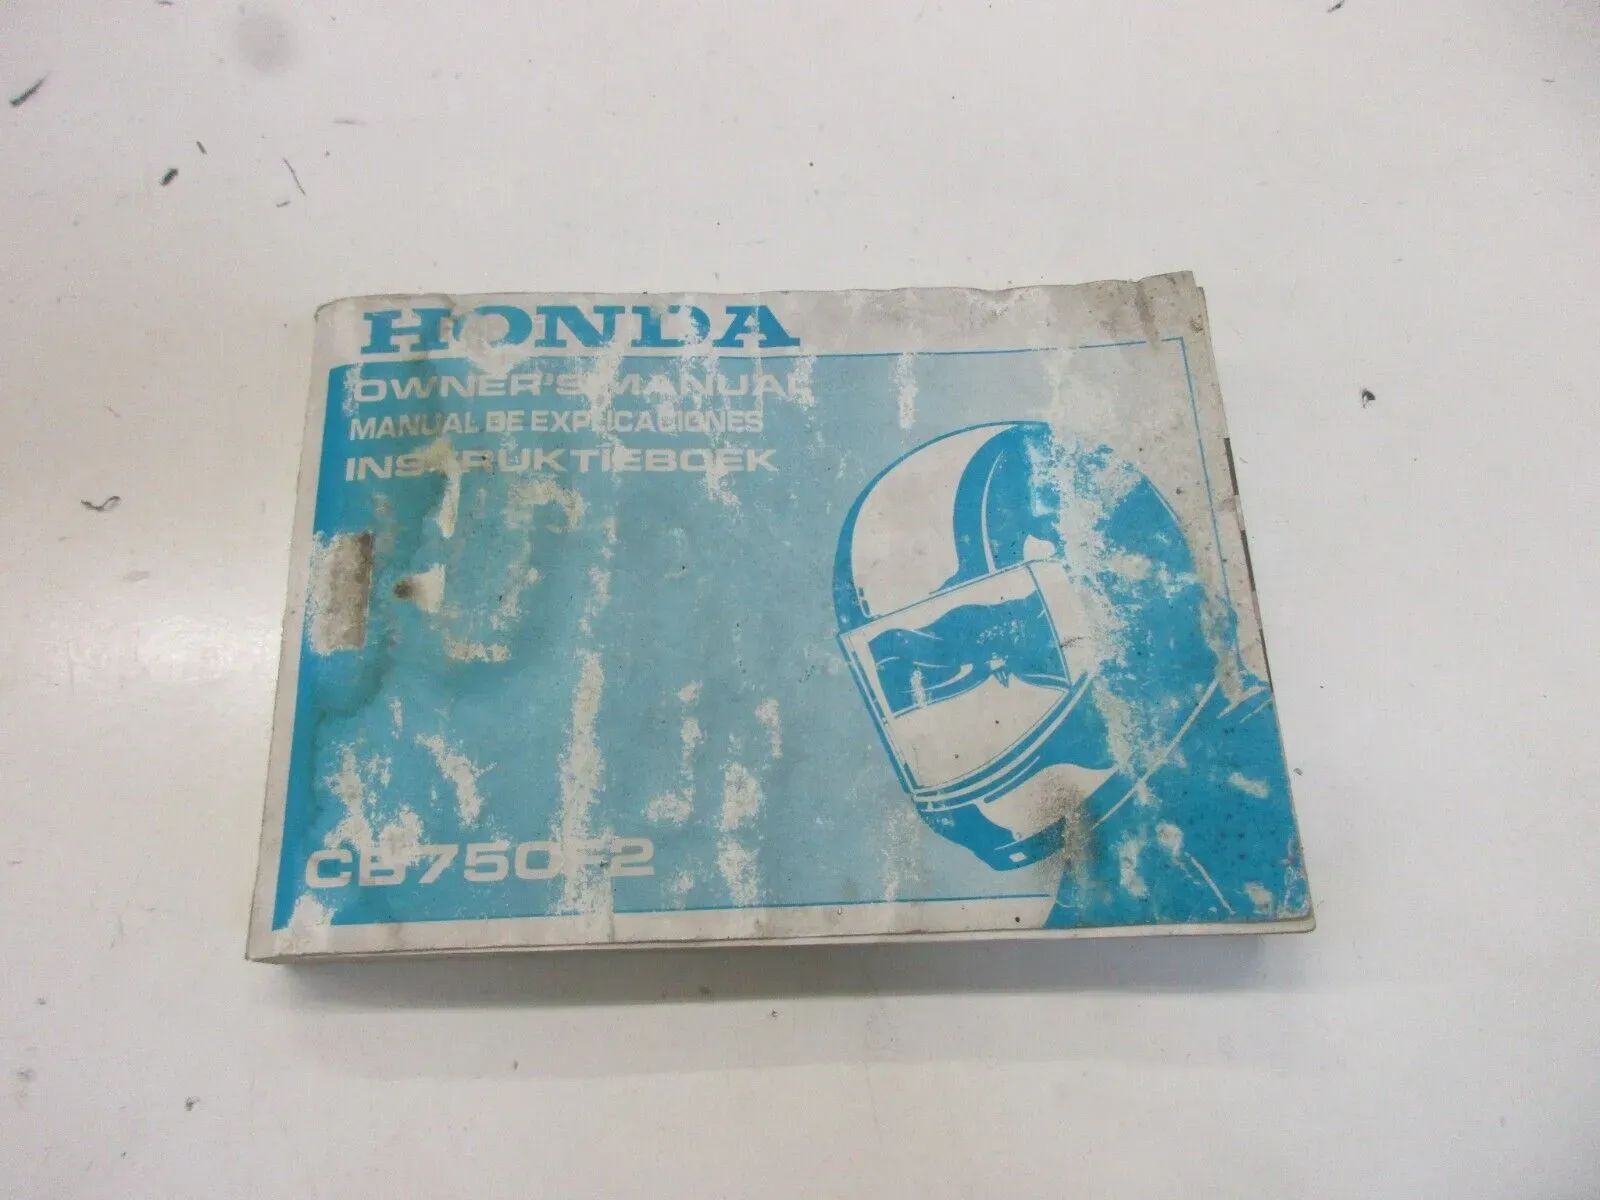 HONDA
OWNER'S MANUAL
MANUAL DE EXPLICACIONES
INSTRUKTIEBOEK
CB750F2